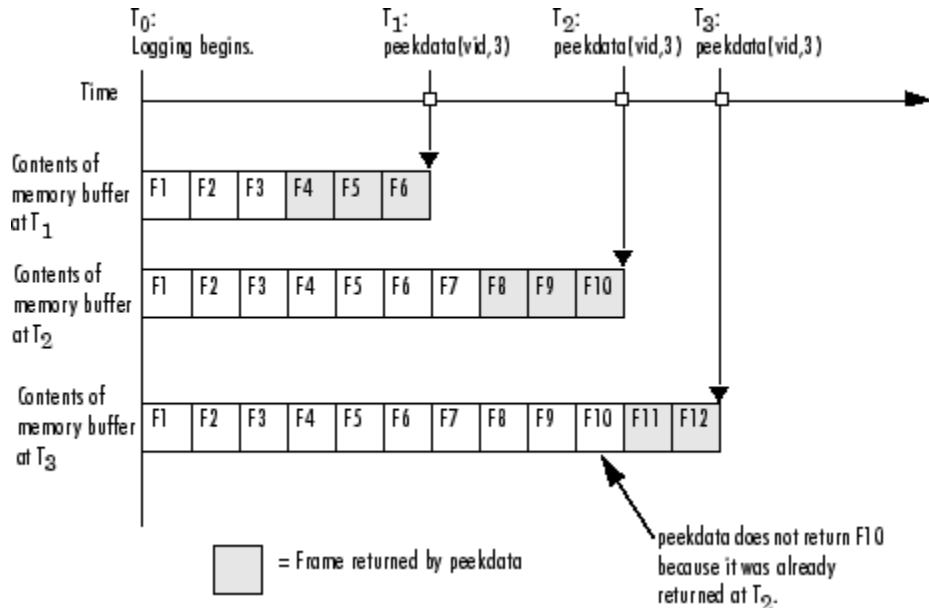 T0:
Logging begins.
T1:
peekdata(vid,3)
T2:
peekdata(vid,3)
T3:
peekdata(vid,3)
Time
Contents of
memory buffer
at T1
F1 F2 F3 F4 F5 F6
Contents of
memory buffer
at T2
F1 F2 F3 F4 F5 F6 F7 F8 F9 F10
Contents of
memory buffer
at T3
F1 F2 F3 F4 F5 F6 F7 F8 F9 F10 F11 F12
= Frame returned by peekdata
peekdata does not return F10
because it was already
returned at T2.